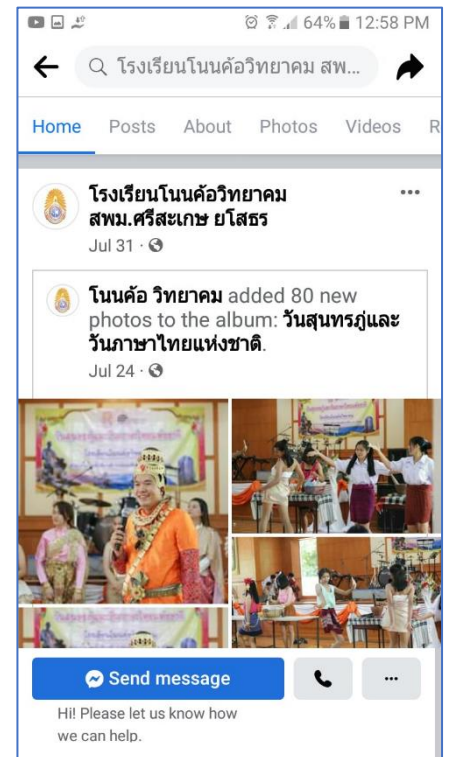 64% 12:58 PM
โรงเรียนโนนค้อวิทยาคม สพ...
Home Posts About Photos Videos R
โรงเรียนโนนค้อวิทยาคม
สพม.ศรีสะเกษ ยโสธร
Jul 31 ·
โนนค้อ วิทยาคม added 80 new
photos to the album: วันสุนทรภู่และ
วันภาษาไทยแห่งชาติ.
Jul 24 ·
Send message
Hi! Please let us know how
we can help.